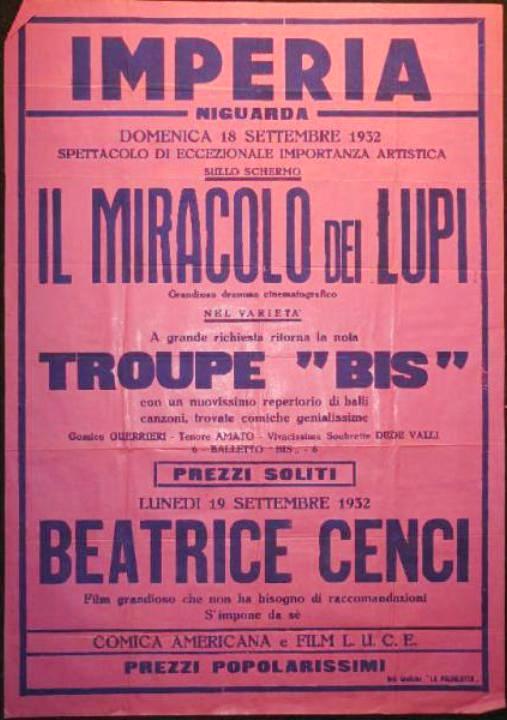 IMPERIA
NIGUARDA
DOMENICA 18 SETTEMBRE 1932
SPETTACOLO DI ECCEZIONALE IMPORTANZA ARTISTICA
SULLO SCHERMO
IL MIRACOLO DEI LUPI
Grandioso dramma cinematografico
NEL VARIETA'
A grande richiesta ritorna la nota
TROUPE "BIS"
con un nuovissimo repertorio di balli
canzoni, trovate comiche genialissime
Comico GUERRIERI - Tenore AMATO - Vivacissima Soubrette DEDE VALLI
6 - BALLETTO "BIS„ - 6
PREZZI SOLITI
LUNEDI 19 SETTEMBRE 1932
BEATRICE CENCI
Film grandioso che non ha bisogno di raccomandazioni
S'impone da sè
COMICA AMERICANA e FILM L. U. C. E.
PREZZI POPOLARISSIMI